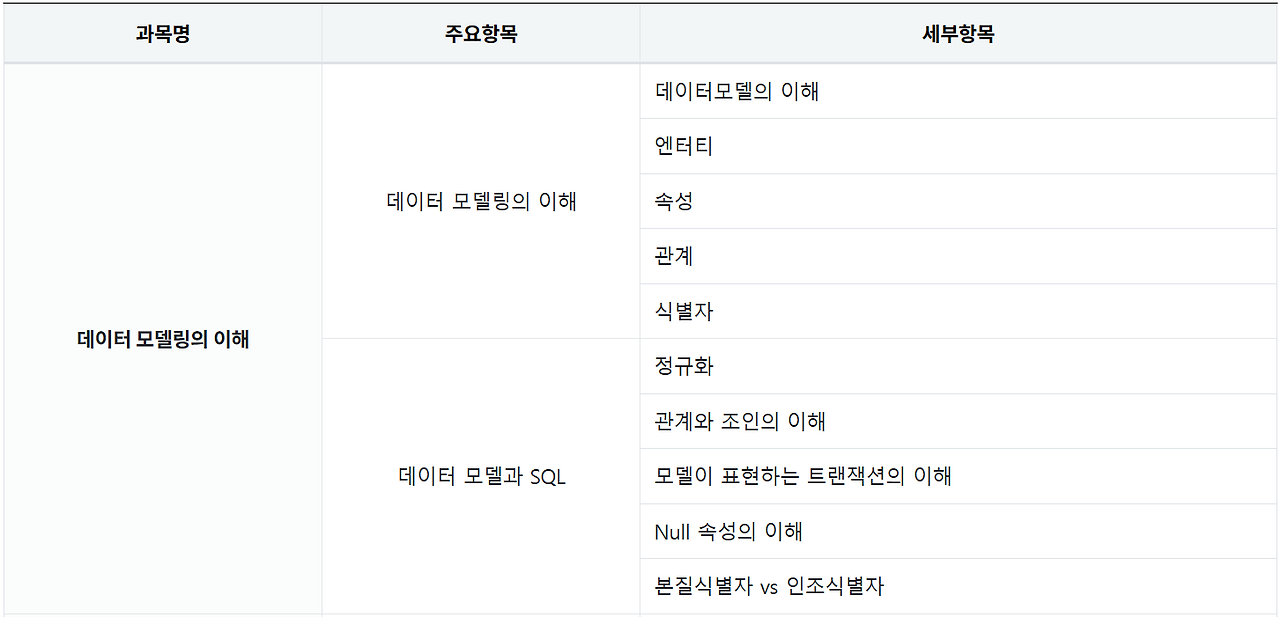 과목명 주요항목 세부항목
데이터모델의 이해
엔터티
데이터 모델링의 이해 속성
관계
식별자
데이터 모델링의 이해
정규화
관계와 조인의 이해
데이터 모델과 SQL 모델이 표현하는 트랜잭션의 이해
Null 속성의 이해
본질식별자 vs 인조식별자